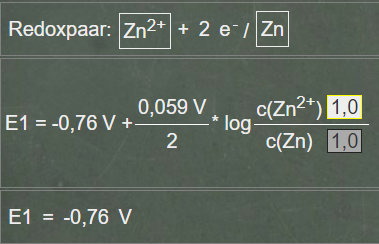 Redoxpaar: Zn²⁺ + 2 e⁻ / Zn
E1 = -0,76 V + 0,059 V / 2 * log c(Zn²⁺) 1,0 / c(Zn) 1,0
E1 = -0,76 V